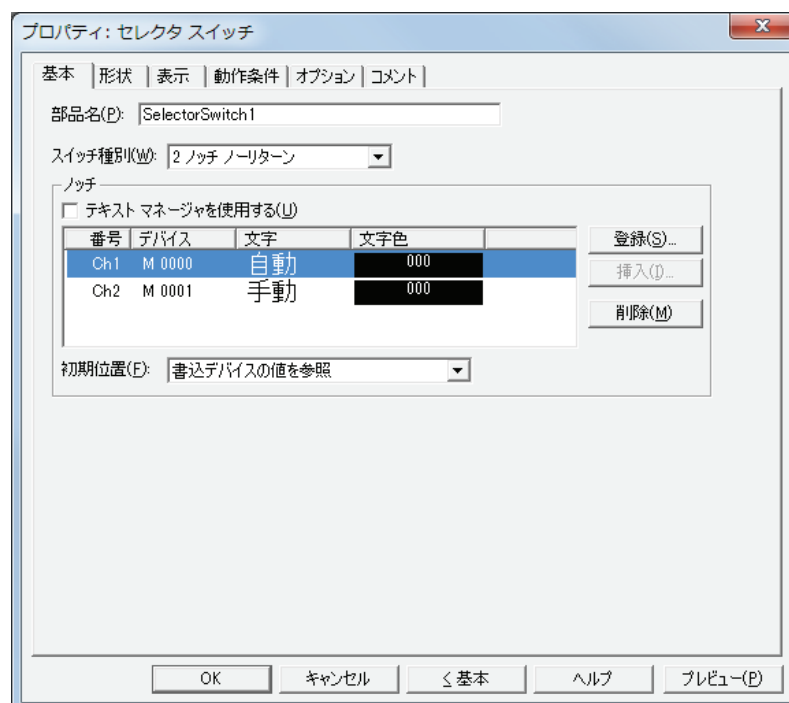 プロパティ: セレクタ スイッチ
基本 形状 表示 動作条件 オプション コメント
部品名(P): SelectorSwitch1
スイッチ種別(W): 2 ノッチ ノーリターン
ノッチ
テキスト マネージャを使用する(U)
番号 デバイス 文字 文字色
Ch1 M 0000 自動 000
Ch2 M 0001 手動 000
登録(S)...
挿入(I)...
削除(M)
初期位置(F): 書込デバイスの値を参照
OK キャンセル < 基本 ヘルプ プレビュー(P)